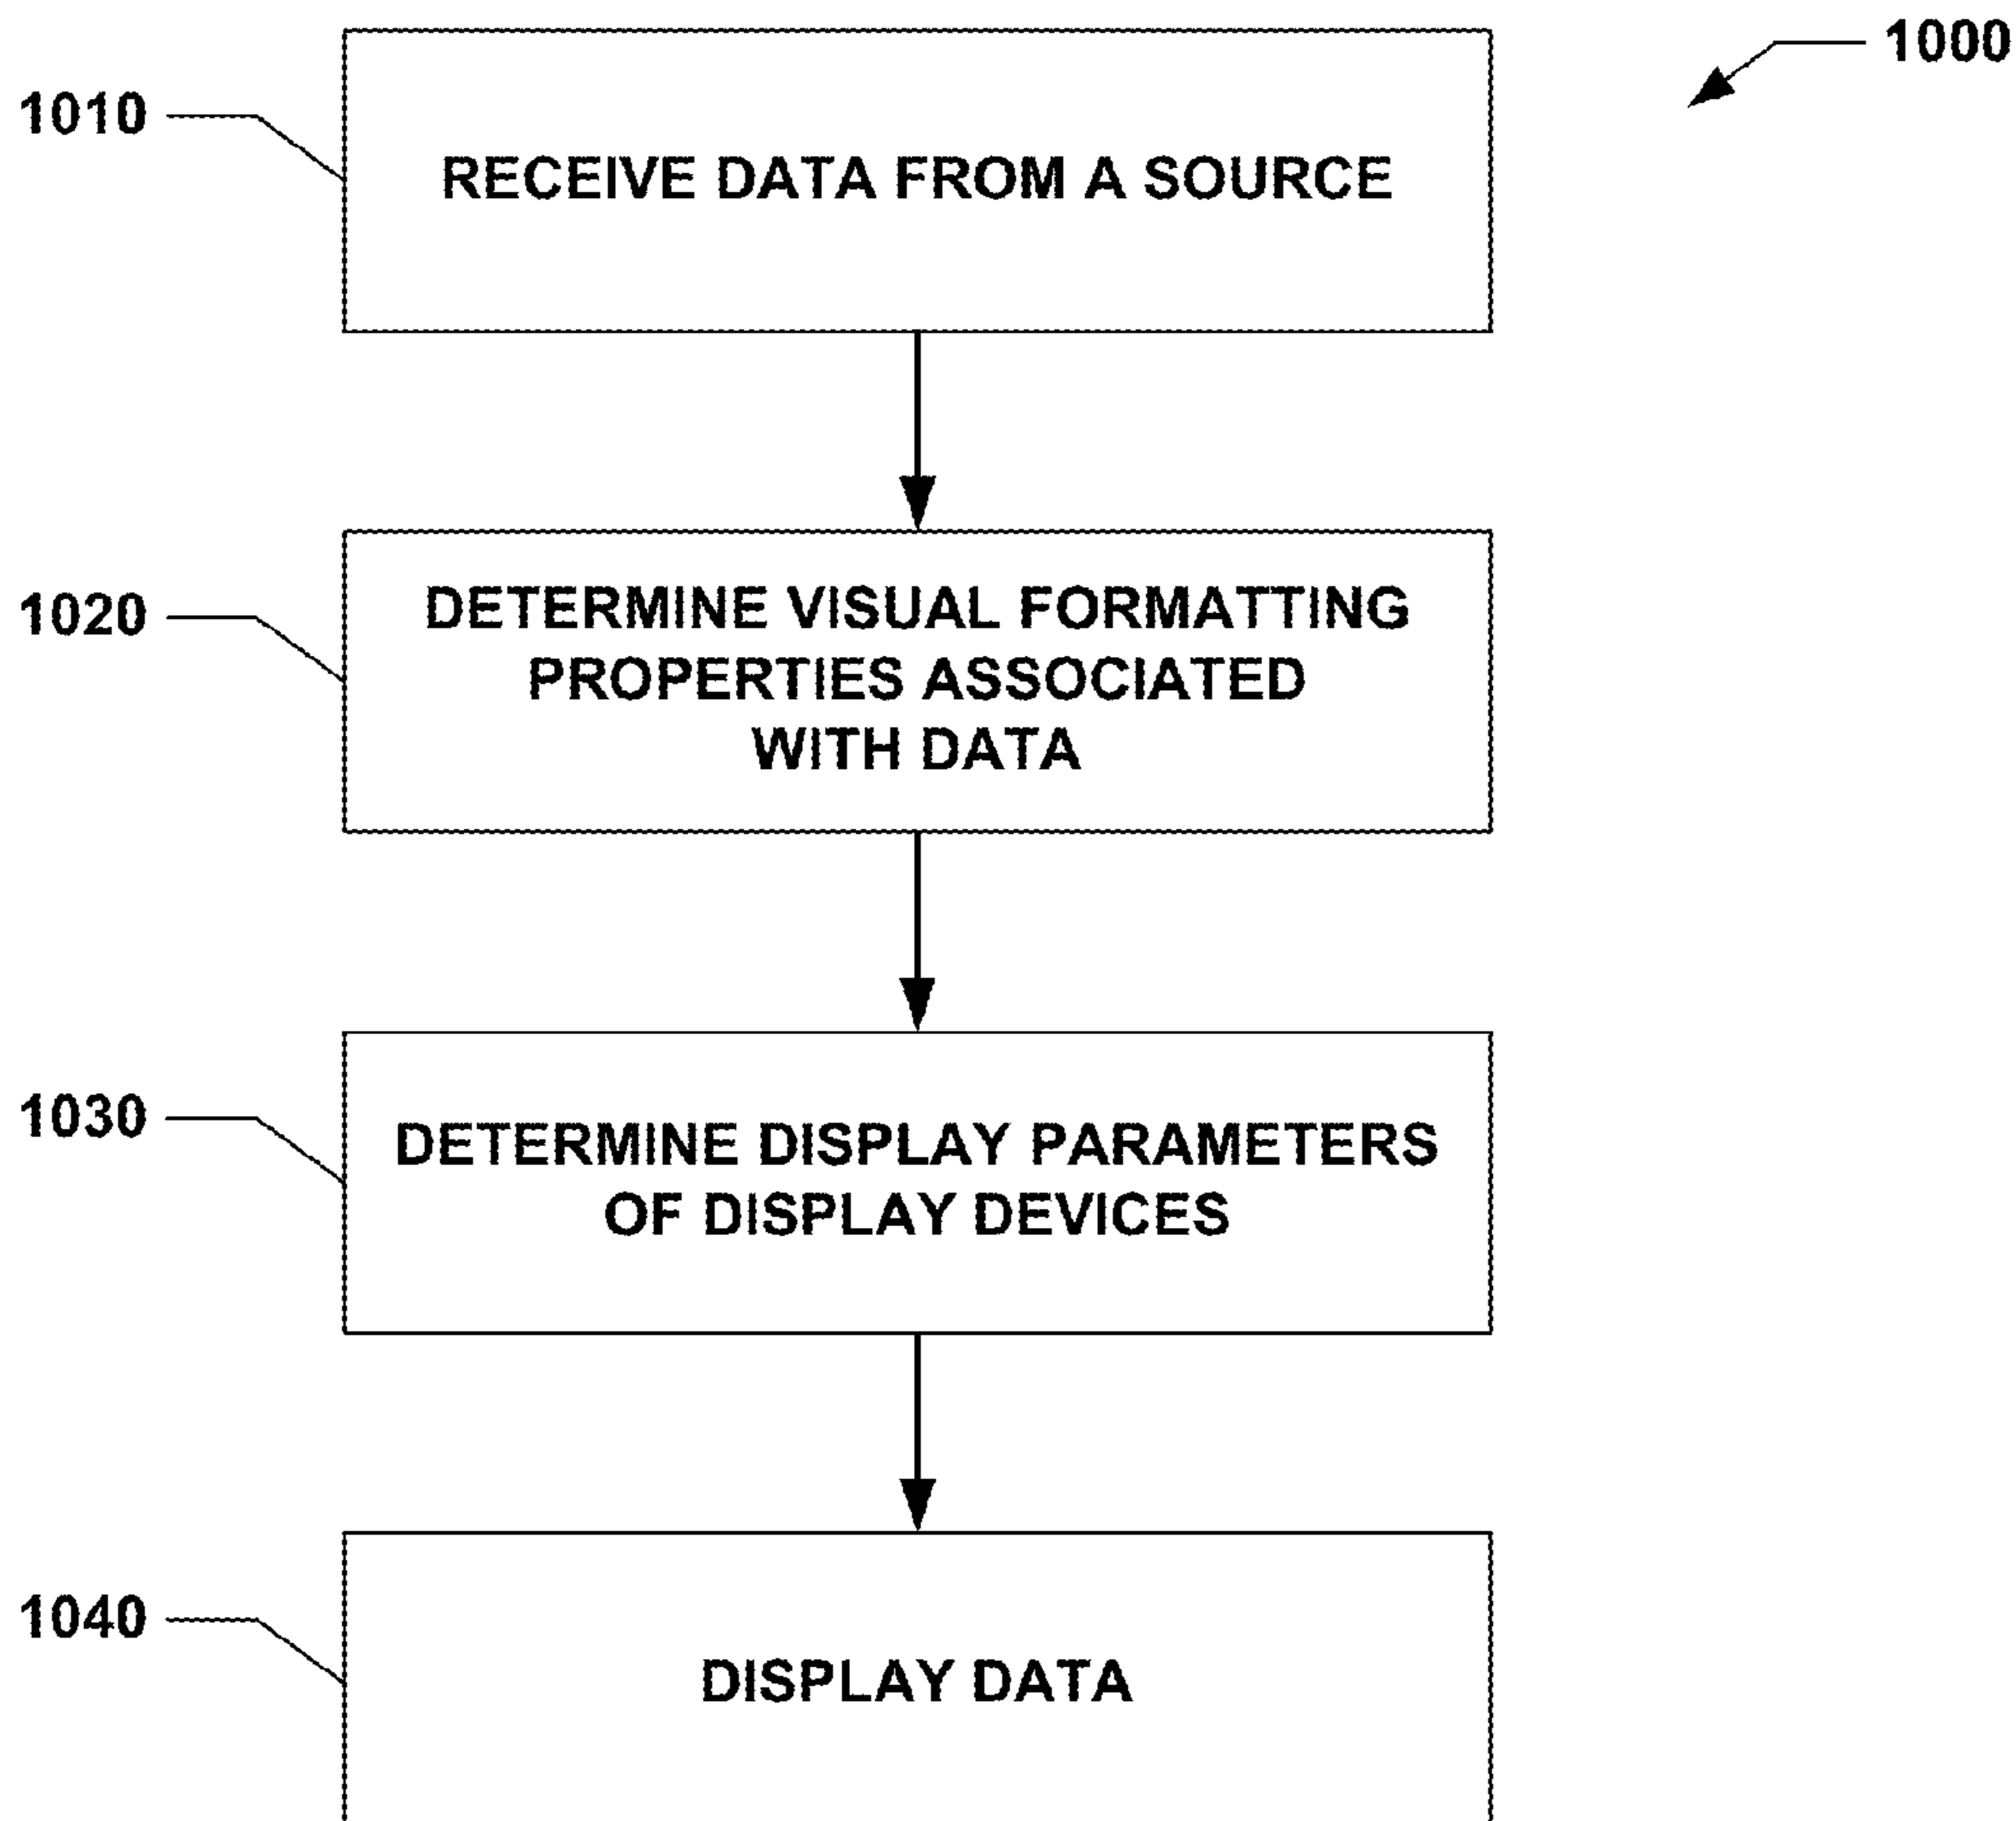 1000
1010
RECEIVE DATA FROM A SOURCE
1020
DETERMINE VISUAL FORMATTING
PROPERTIES ASSOCIATED
WITH DATA
1030
DETERMINE DISPLAY PARAMETERS
OF DISPLAY DEVICES
1040
DISPLAY DATA